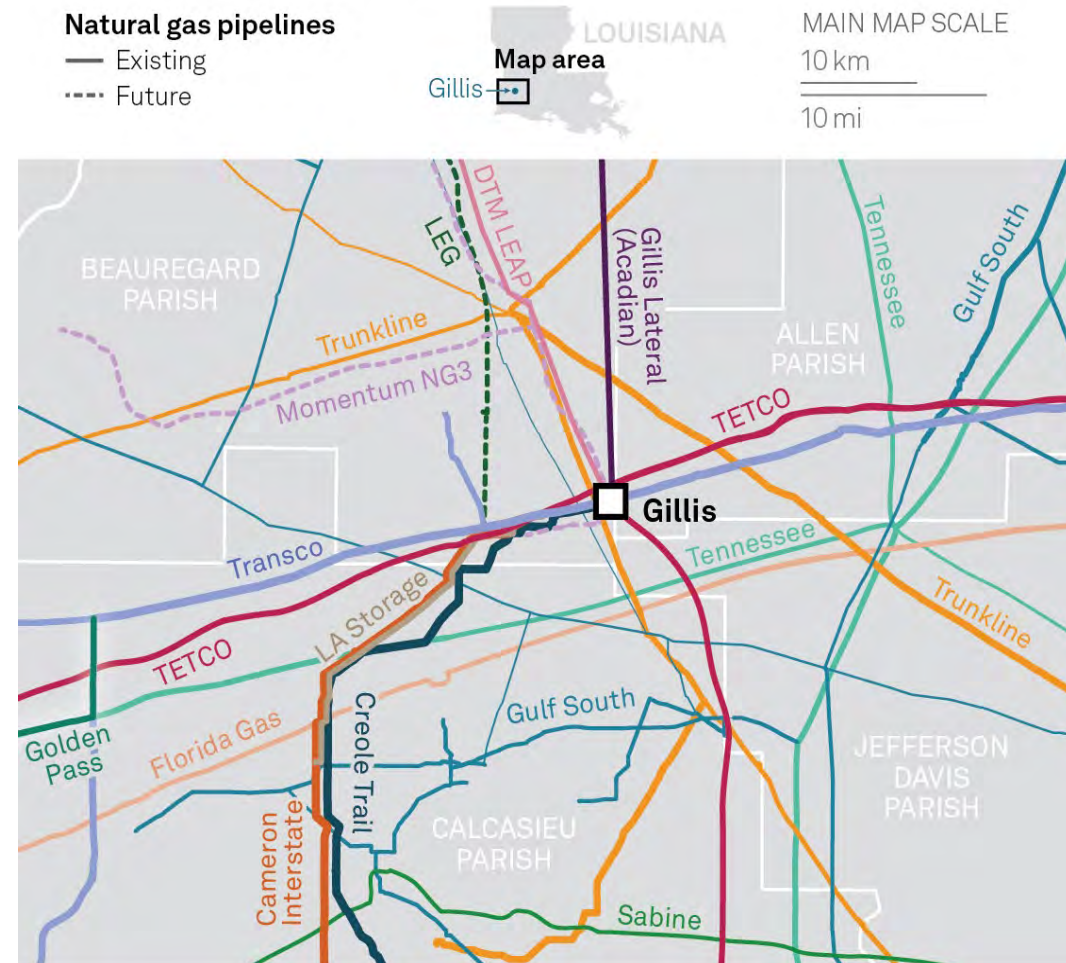 Natural gas pipelines
Existing
Future
LOUISIANA
Map area
Gillis
MAIN MAP SCALE
10 km
10 mi
BEAUREGARD
PARISH
LEG
DTM LEAP
Gillis Lateral
(Acadian)
Tennessee
Gulf South
Trunkline
ALLEN
PARISH
Momentum NG3
TETCO
Gillis
Transco
Tennessee
LA Storage
Trunkline
TETCO
Golden
Pass
Florida Gas
Creole Trail
Gulf South
JEFFERSON
DAVIS
PARISH
Cameron
Interstate
CALCASIEU
PARISH
Sabine